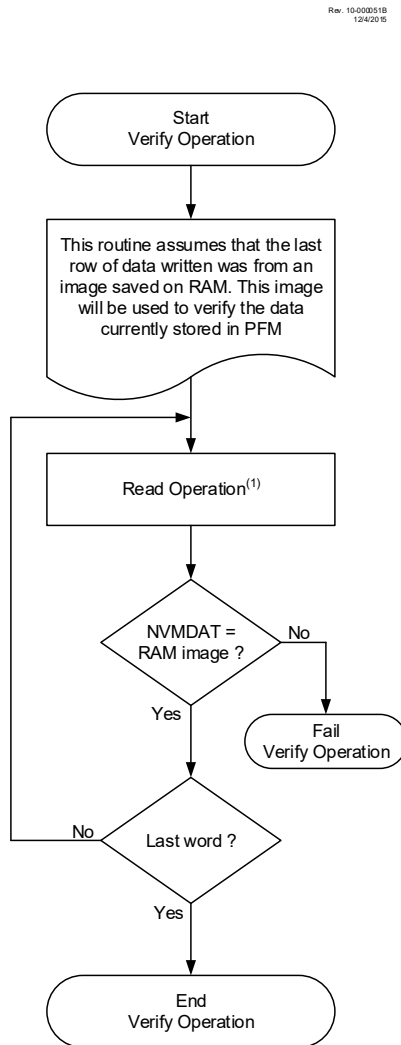 Rev. 10-000051B
12/4/2015
Start
Verify Operation
This routine assumes that the last
row of data written was from an
image saved on RAM. This image
will be used to verify the data
currently stored in PFM
Read Operation(1)
NVMDAT =
RAM image ?
No
Yes
Fail
Verify Operation
Last word ?
No
Yes
End
Verify Operation